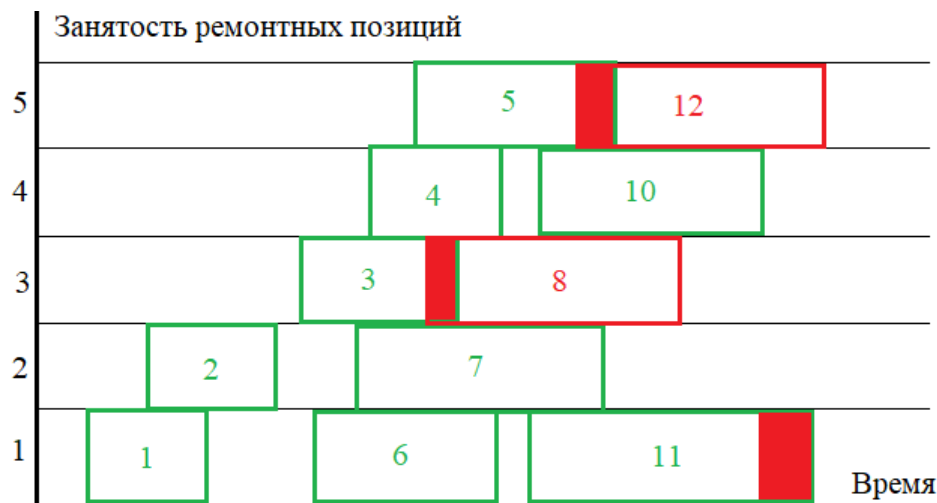 Занятость ремонтных позиций
5 5 12
4 4 10
3 3 8
2 2 7
1 1 6 11
Время